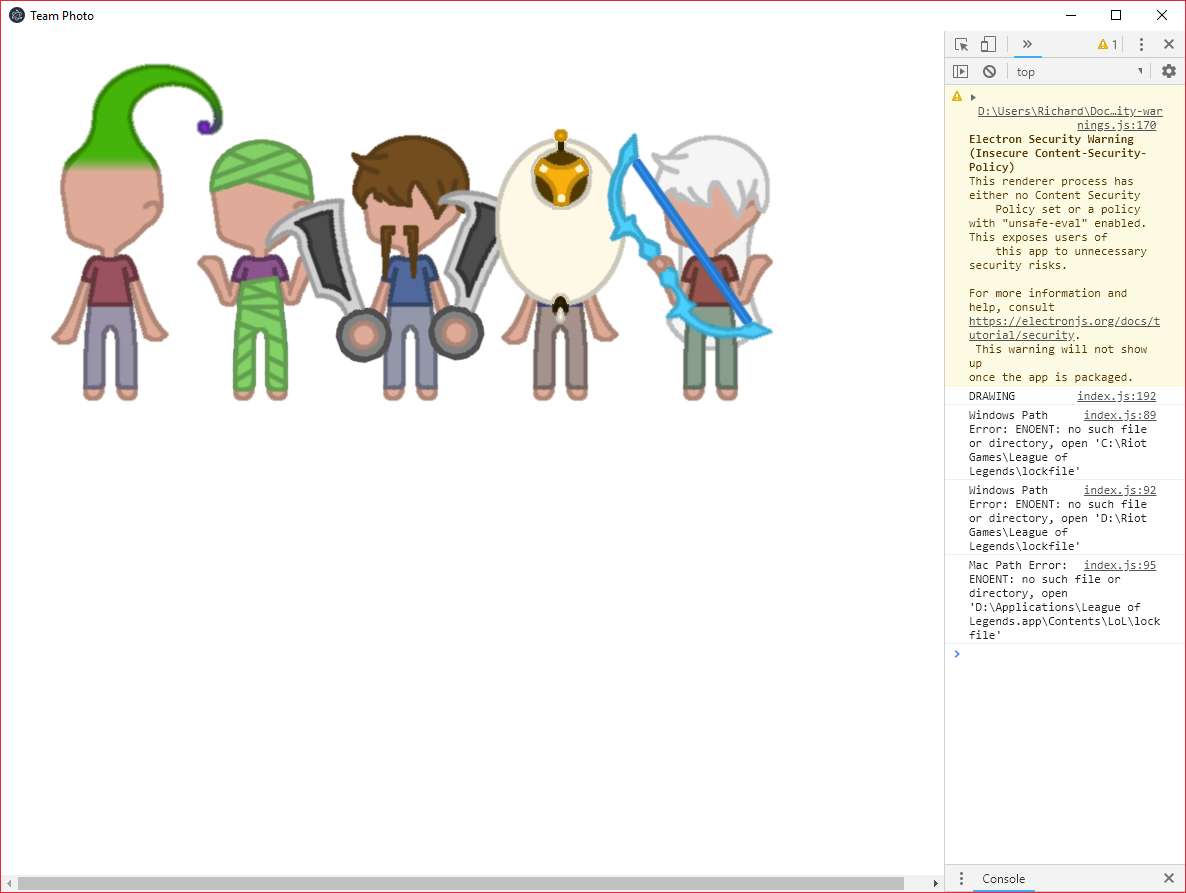 Team Photo
1
top
D:\Users\Richard\Doc…ity-war
nings.js:170
Electron Security Warning
(Insecure Content-Security-
Policy)
This renderer process has
either no Content Security
Policy set or a policy
with "unsafe-eval" enabled.
This exposes users of
this app to unnecessary
security risks.
For more information and
help, consult
https://electronjs.org/docs/t
utorial/security.
This warning will not show
up
once the app is packaged.
DRAWING index.js:192
Windows Path index.js:89
Error: ENOENT: no such file
or directory, open 'C:\Riot
Games\League of
Legends\lockfile'
Windows Path index.js:92
Error: ENOENT: no such file
or directory, open 'D:\Riot
Games\League of
Legends\lockfile'
Mac Path Error: index.js:95
ENOENT: no such file or
directory, open
'D:\Applications\League of
Legends.app\Contents\LoL\lock
file'
Console